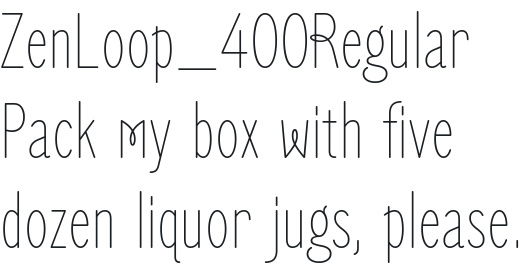 ZenLoop_400Regular
Pack my box with five
dozen liquor jugs, please.